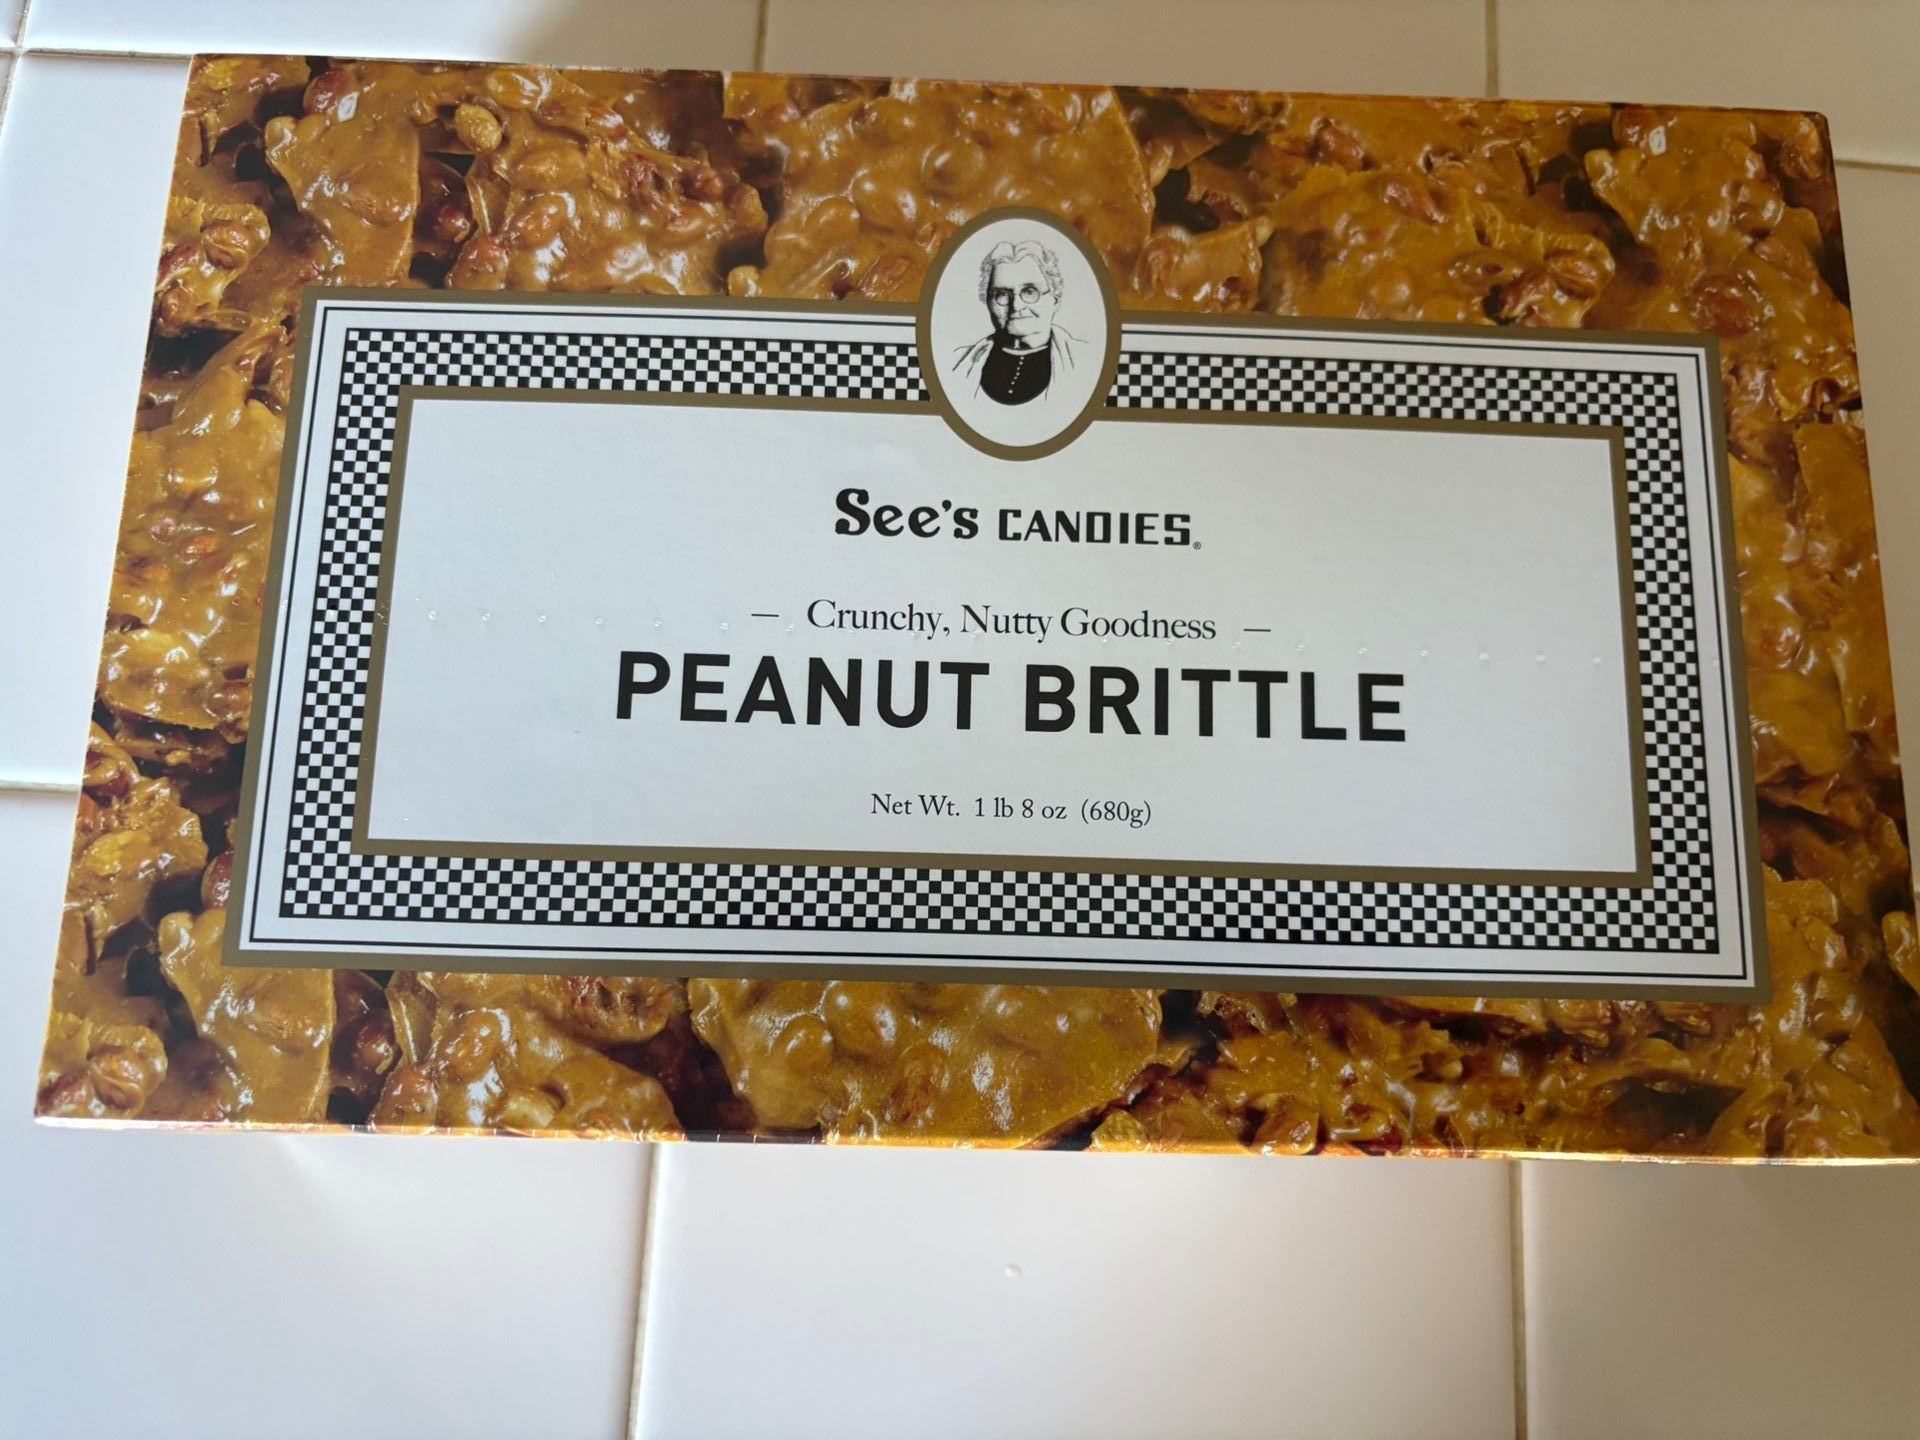 See's CANDIES®
— Crunchy, Nutty Goodness —
PEANUT BRITTLE
Net Wt. 1 lb 8 oz (680g)